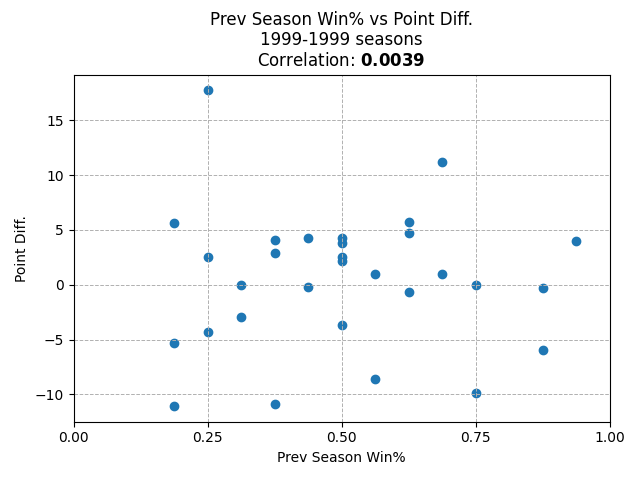 Prev Season Win% vs Point Diff.
1999-1999 seasons
Correlation: 0.0039
15
10
5
0
−5
−10
Point Diff.
0.00 0.25 0.50 0.75 1.00
Prev Season Win%